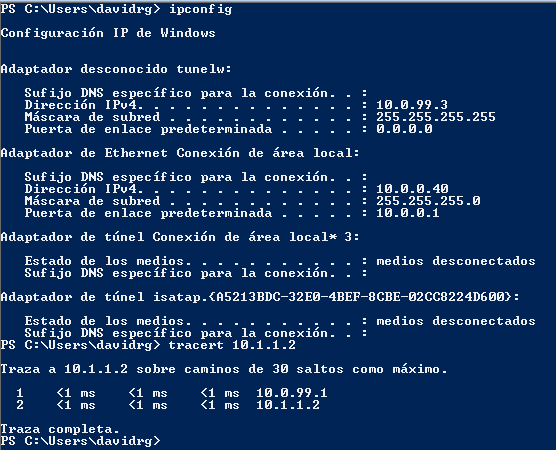 PS C:\Users\davidrg> ipconfig
Configuración IP de Windows
Adaptador desconocido tunelw:
Sufijo DNS específico para la conexión. . :
Dirección IPv4. . . . . . . . . . . . . . : 10.0.99.3
Máscara de subred . . . . . . . . . . . . : 255.255.255.255
Puerta de enlace predeterminada . . . . . : 0.0.0.0
Adaptador de Ethernet Conexión de área local:
Sufijo DNS específico para la conexión. . :
Dirección IPv4. . . . . . . . . . . . . . : 10.0.0.40
Máscara de subred . . . . . . . . . . . . : 255.255.255.0
Puerta de enlace predeterminada . . . . . : 10.0.0.1
Adaptador de túnel Conexión de área local* 3:
Estado de los medios. . . . . . . . . . . : medios desconectados
Sufijo DNS específico para la conexión. . :
Adaptador de túnel isatap.{A5213BDC-32E0-4BEF-8CBE-02CC8224D600}:
Estado de los medios. . . . . . . . . . . : medios desconectados
Sufijo DNS específico para la conexión. . :
PS C:\Users\davidrg> tracert 10.1.1.2
Traza a 10.1.1.2 sobre caminos de 30 saltos como máximo.
1 <1 ms <1 ms <1 ms 10.0.99.1
2 <1 ms <1 ms <1 ms 10.1.1.2
Traza completa.
PS C:\Users\davidrg>